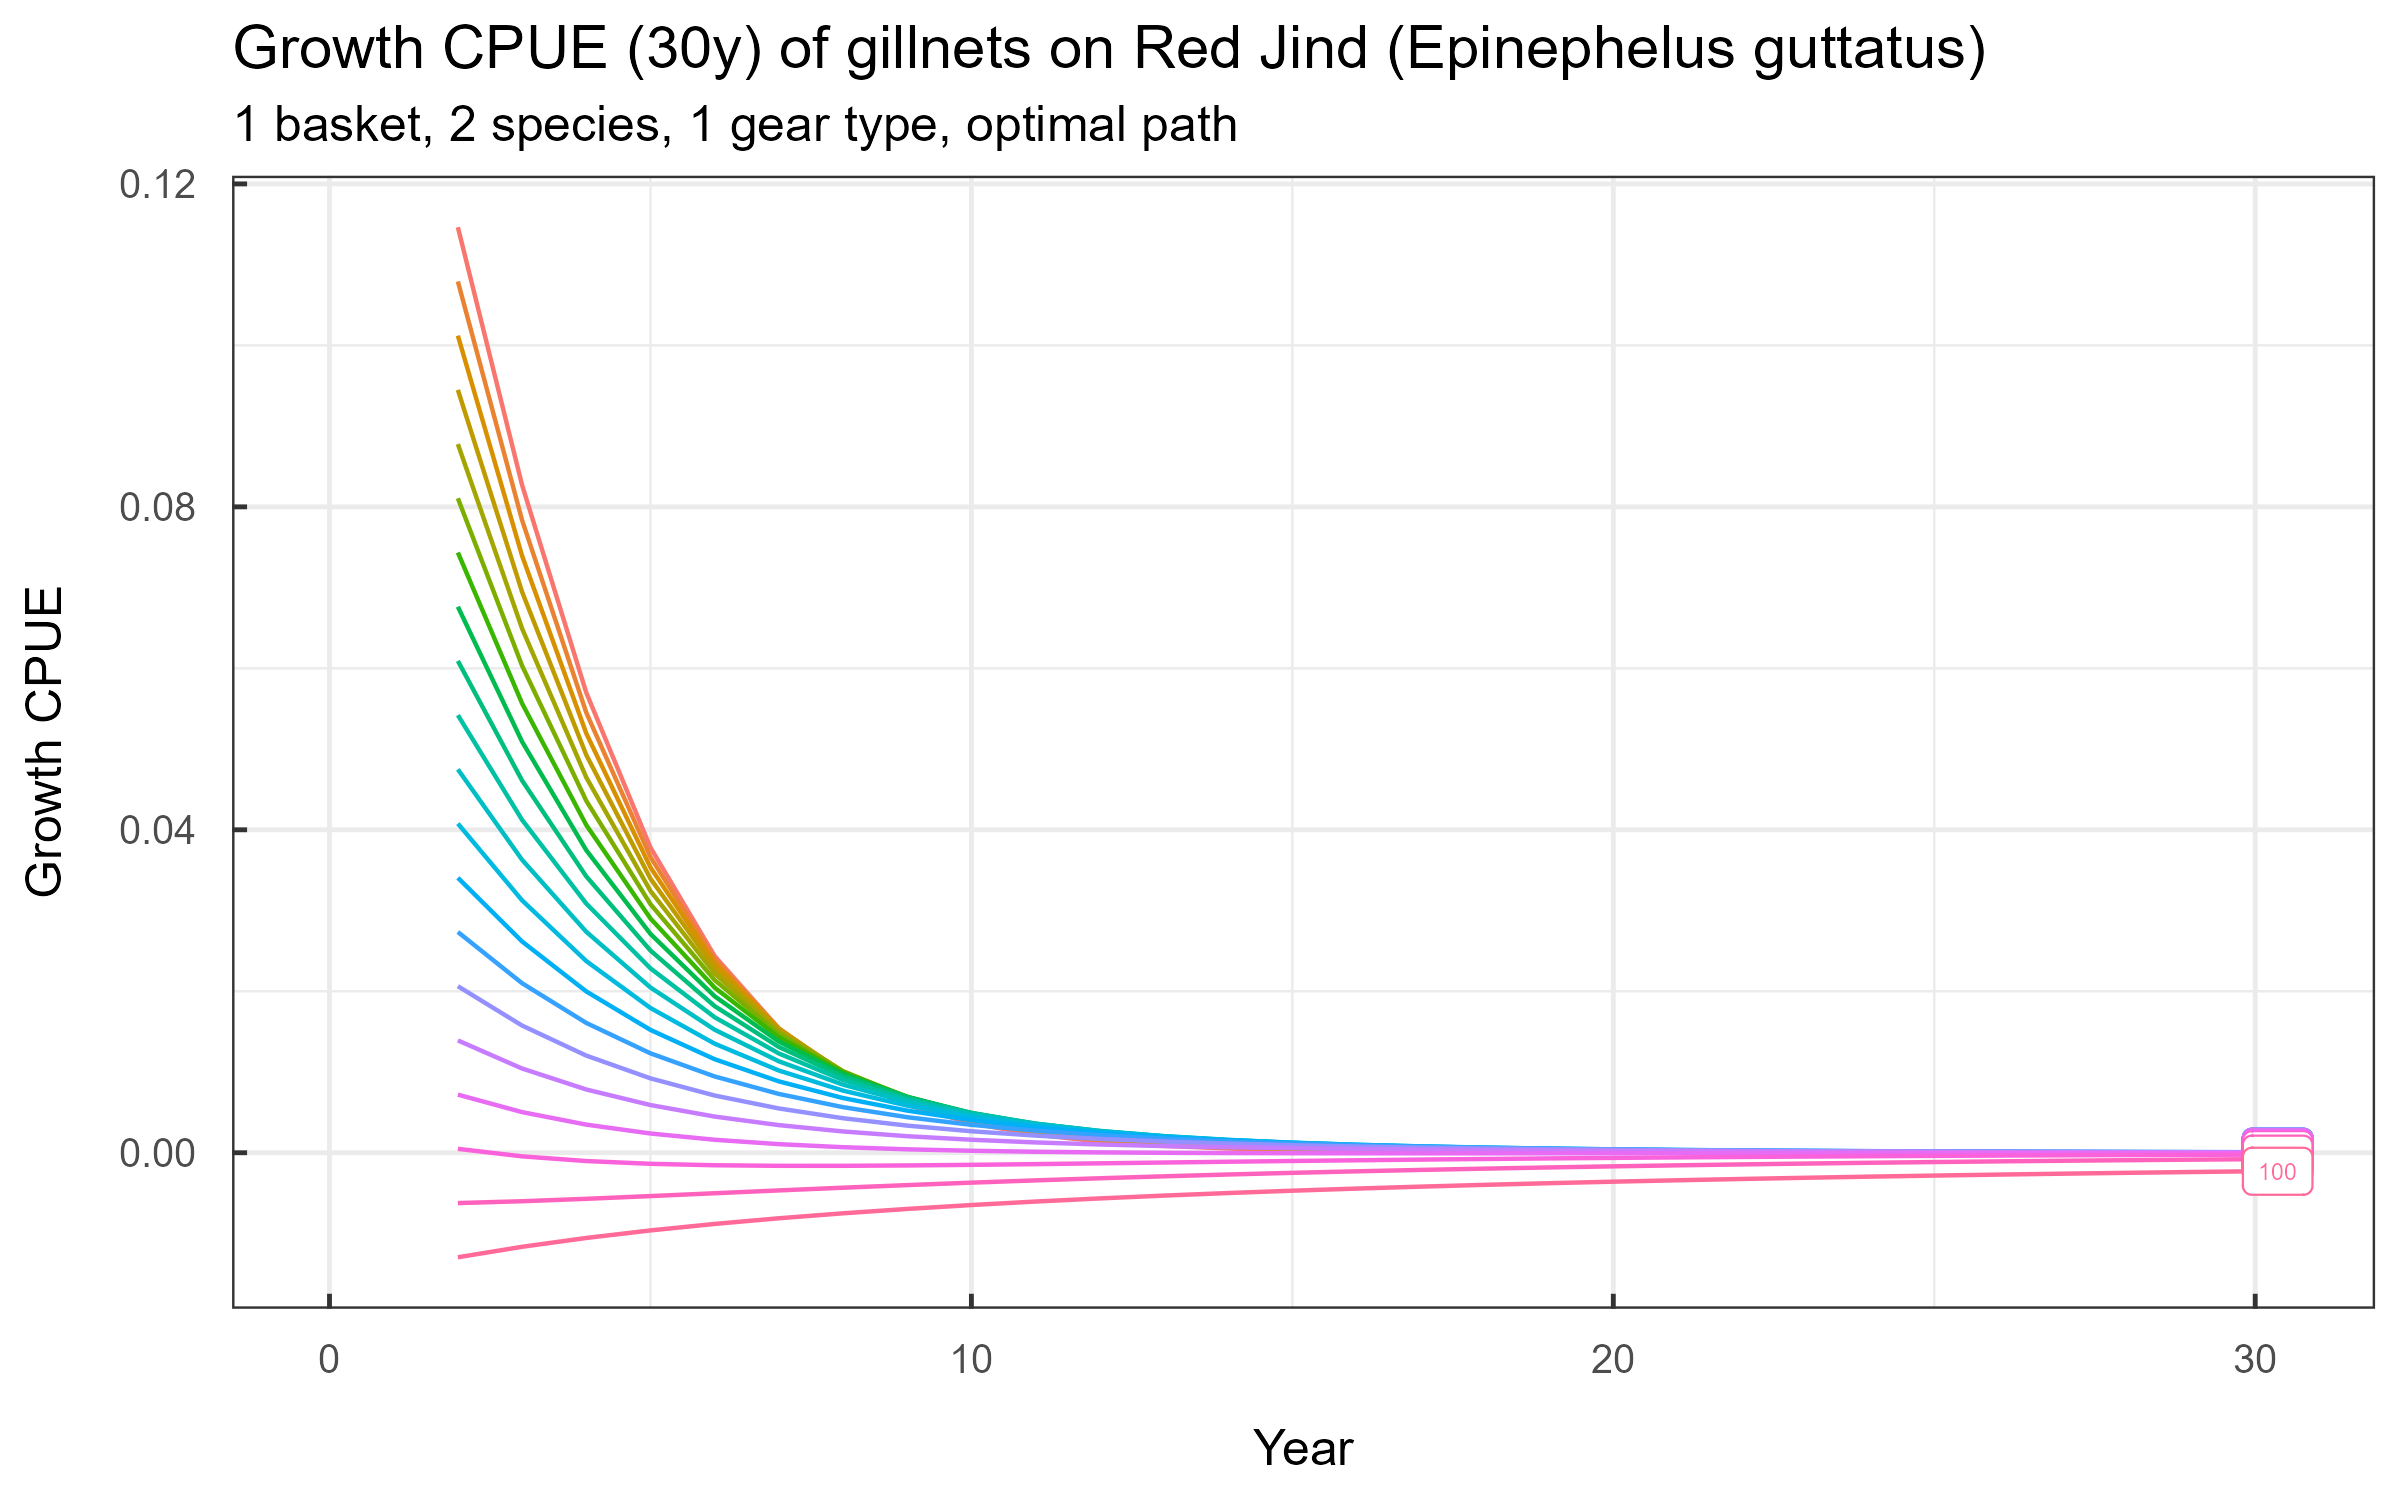 Growth CPUE (30y) of gillnets on Red Jind (Epinephelus guttatus)
1 basket, 2 species, 1 gear type, optimal path
0.12
0.08
0.04
0.00
Growth CPUE
100
0 10 20 30
Year